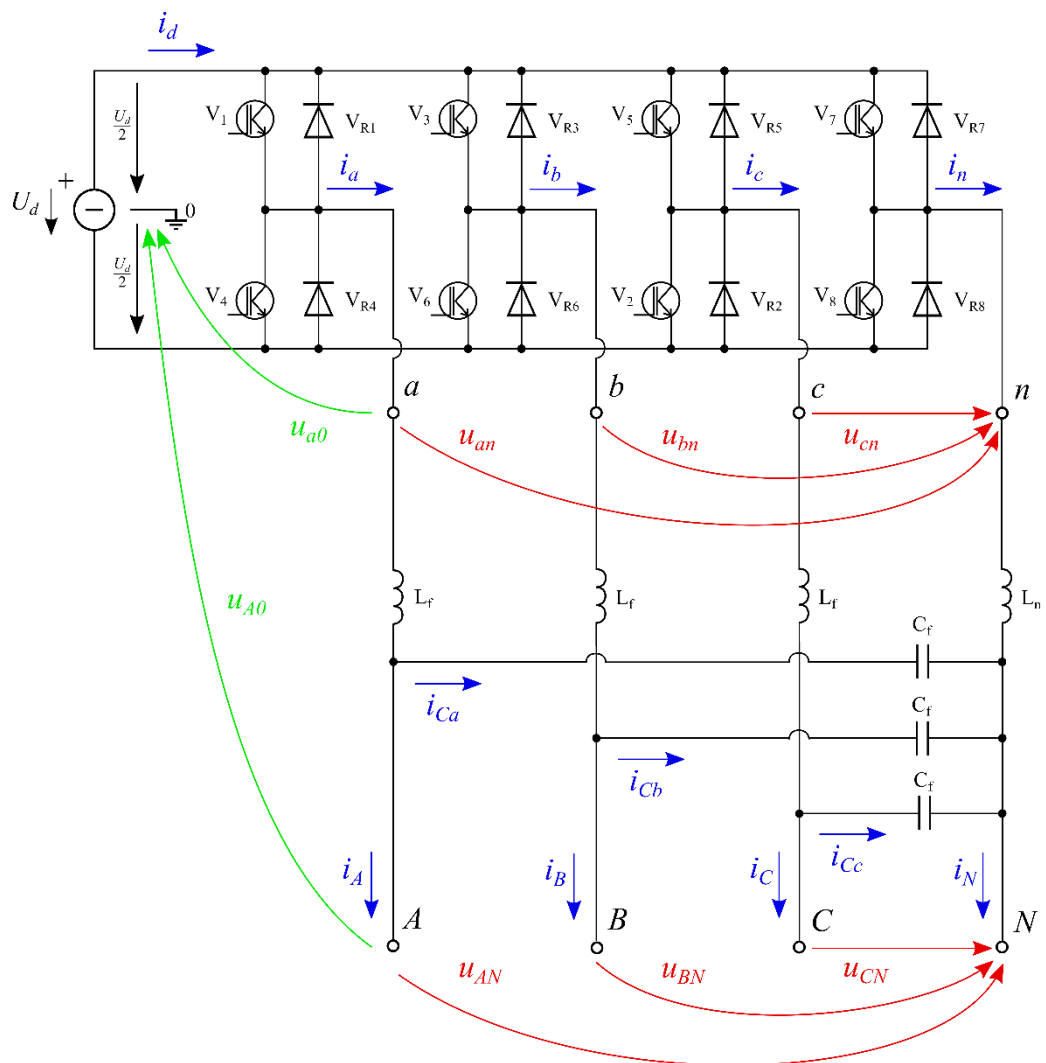 i_d
V_1
V_R1
V_3
V_R3
V_5
V_R5
V_7
V_R7
U_d/2
i_a
i_b
i_c
i_n
+
U_d
0
U_d/2
V_4
V_R4
V_6
V_R6
V_2
V_R2
V_8
V_R8
a
b
c
n
u_a0
u_an
u_bn
u_cn
u_A0
L_f
L_f
L_f
L_n
C_f
i_Ca
C_f
i_Cb
C_f
i_Cc
i_A
i_B
i_C
i_N
A
B
C
N
u_AN
u_BN
u_CN